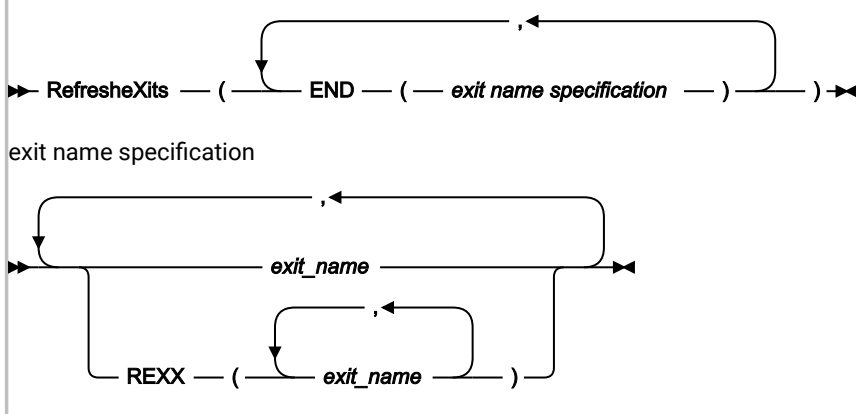 ,
RefresheXits ( END ( exit name specification ) )
exit name specification
,
exit_name
,
REXX ( exit_name )